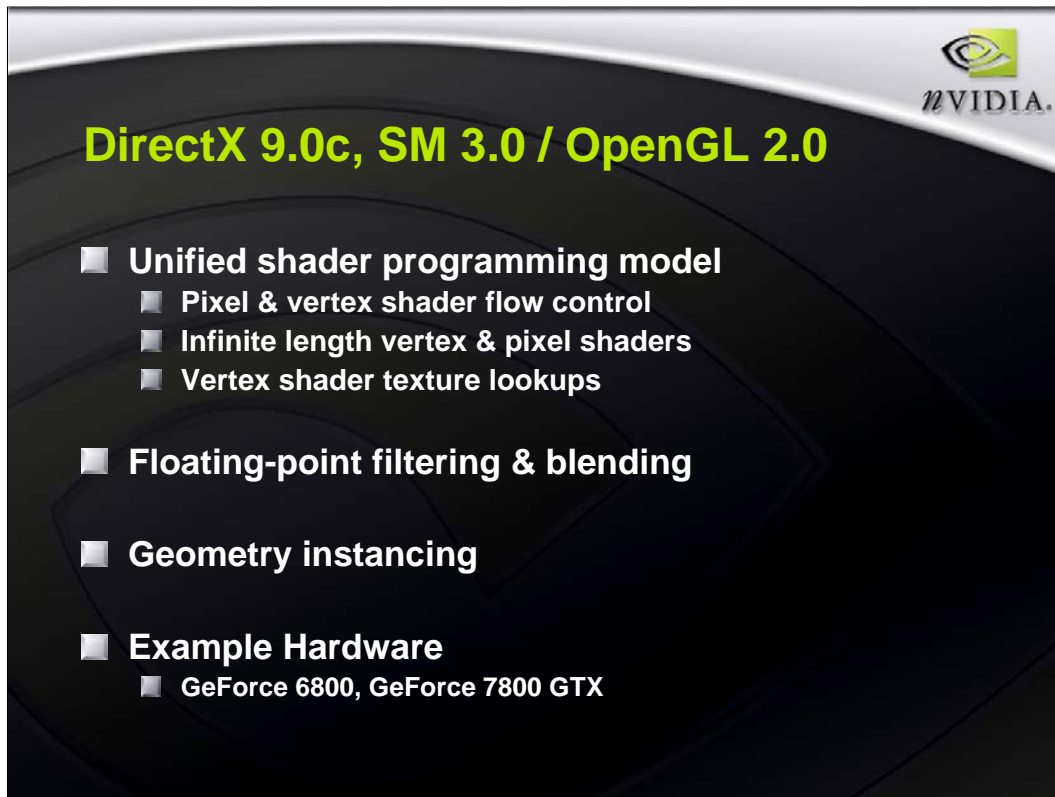 nVIDIA.
DirectX 9.0c, SM 3.0 / OpenGL 2.0
Unified shader programming model
Pixel & vertex shader flow control
Infinite length vertex & pixel shaders
Vertex shader texture lookups
Floating-point filtering & blending
Geometry instancing
Example Hardware
GeForce 6800, GeForce 7800 GTX